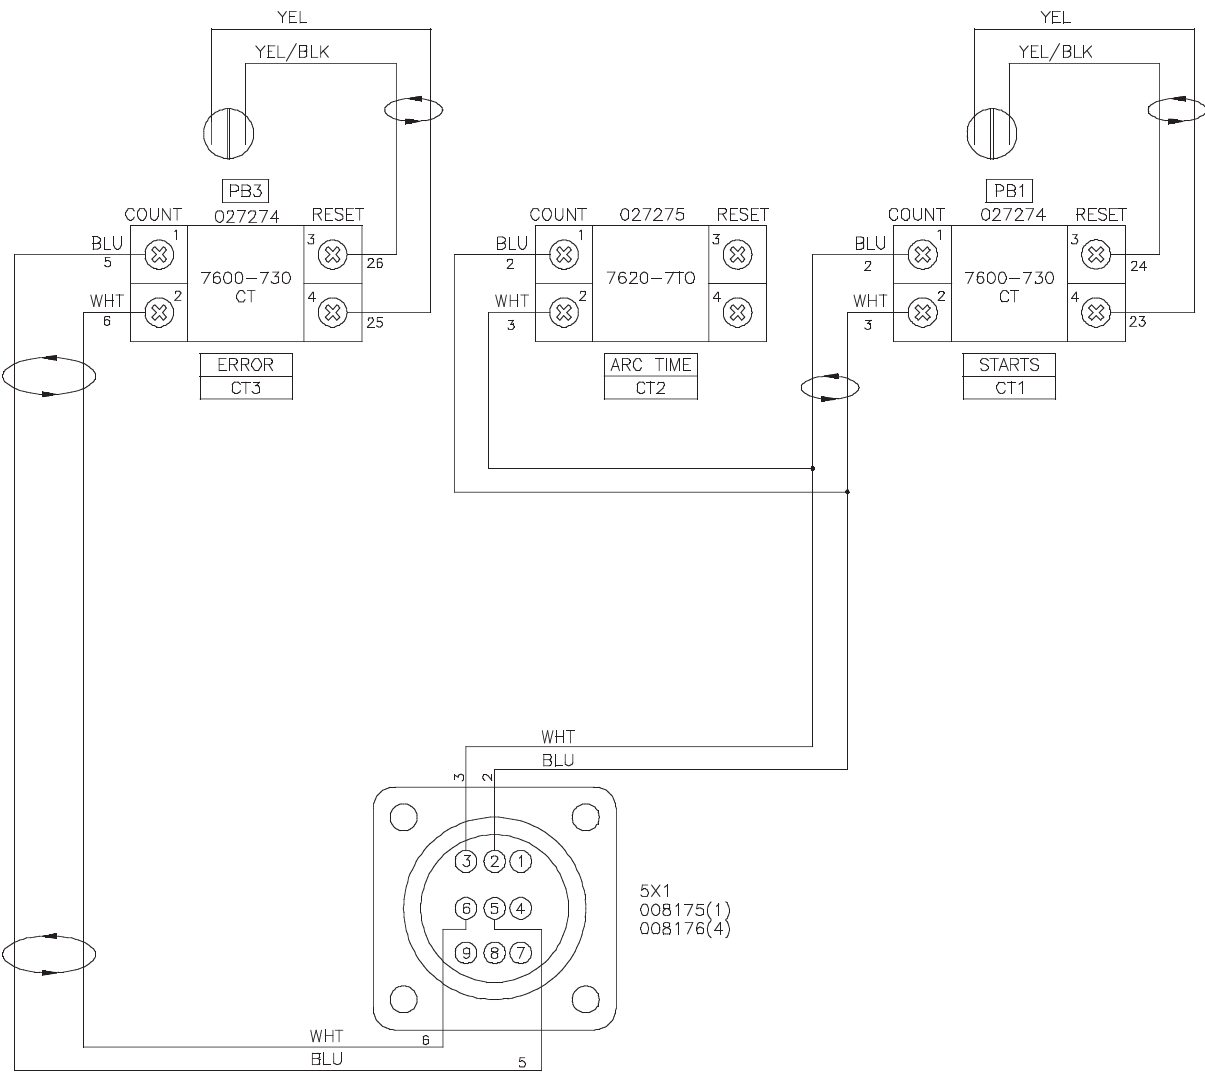 YEL
YEL/BLK
YEL
YEL/BLK
PB3
PB1
COUNT 027274 RESET
COUNT 027275 RESET
COUNT 027274 RESET
BLU
5
1
3
26
7600-730
CT
WHT
6
2
4
25
BLU
2
1
3
7620-7TO
WHT
3
2
4
BLU
2
1
3
24
7600-730
CT
WHT
3
2
4
23
ERROR
CT3
ARC TIME
CT2
STARTS
CT1
WHT
BLU
3
2
3 2 1
6 5 4
9 8 7
5X1
008175(1)
008176(4)
WHT
6
BLU
5